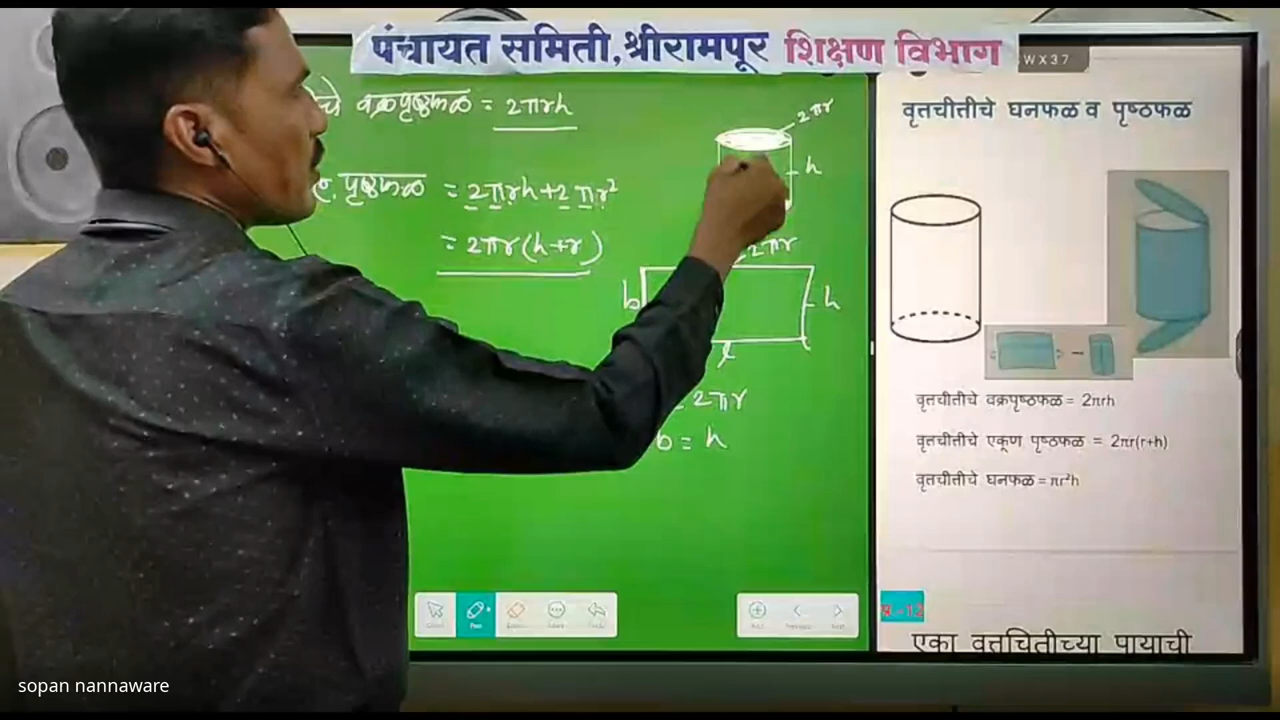 पंचायत समिती,श्रीरामपूर शिक्षण विभाग
WX37
चे वक्रपृष्ठफळ = 2πrh
2πr
h
पृष्ठफळ = 2πrh+2πr²
= 2πr(h+r)
2πr
b
h
l
= 2πr
b = h
वृत्तचीतीचे घनफळ व पृष्ठफळ
वृत्तचीतीचे वक्रपृष्ठफळ = 2πrh
वृत्तचीतीचे एकूण पृष्ठफळ = 2πr(r+h)
वृत्तचीतीचे घनफळ = πr²h
एका वृत्तचितीच्या पायाची
sopan nannaware